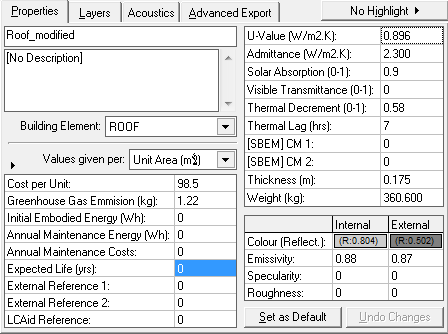 Properties Layers Acoustics Advanced Export
Roof_modified
[No Description]
Building Element: ROOF
Values given per: Unit Area (m²)
Cost per Unit: 98.5
Greenhouse Gas Emmision (kg): 1.22
Initial Embodied Energy (Wh): 0
Annual Maintenance Energy (Wh): 0
Annual Maintenance Costs: 0
Expected Life (yrs): 0
External Reference 1: 0
External Reference 2: 0
LCAid Reference: 0
No Highlight
U-Value (W/m2.K): 0.896
Admittance (W/m2.K): 2.300
Solar Absorption (0-1): 0.9
Visible Transmittance (0-1): 0
Thermal Decrement (0-1): 0.58
Thermal Lag (hrs): 7
[SBEM] CM 1: 0
[SBEM] CM 2: 0
Thickness (m): 0.175
Weight (kg): 360.600
Internal External
Colour (Reflect.): (R:0.804) (R:0.502)
Emissivity: 0.88 0.87
Specularity: 0 0
Roughness: 0 0
Set as Default Undo Changes